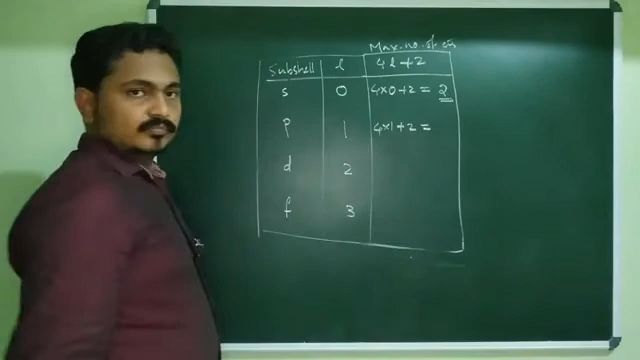 Max. no. of e⁻s
Subshell l 4l+2
s 0 4×0+2 = 2
p 1 4×1+2 =
d 2
f 3